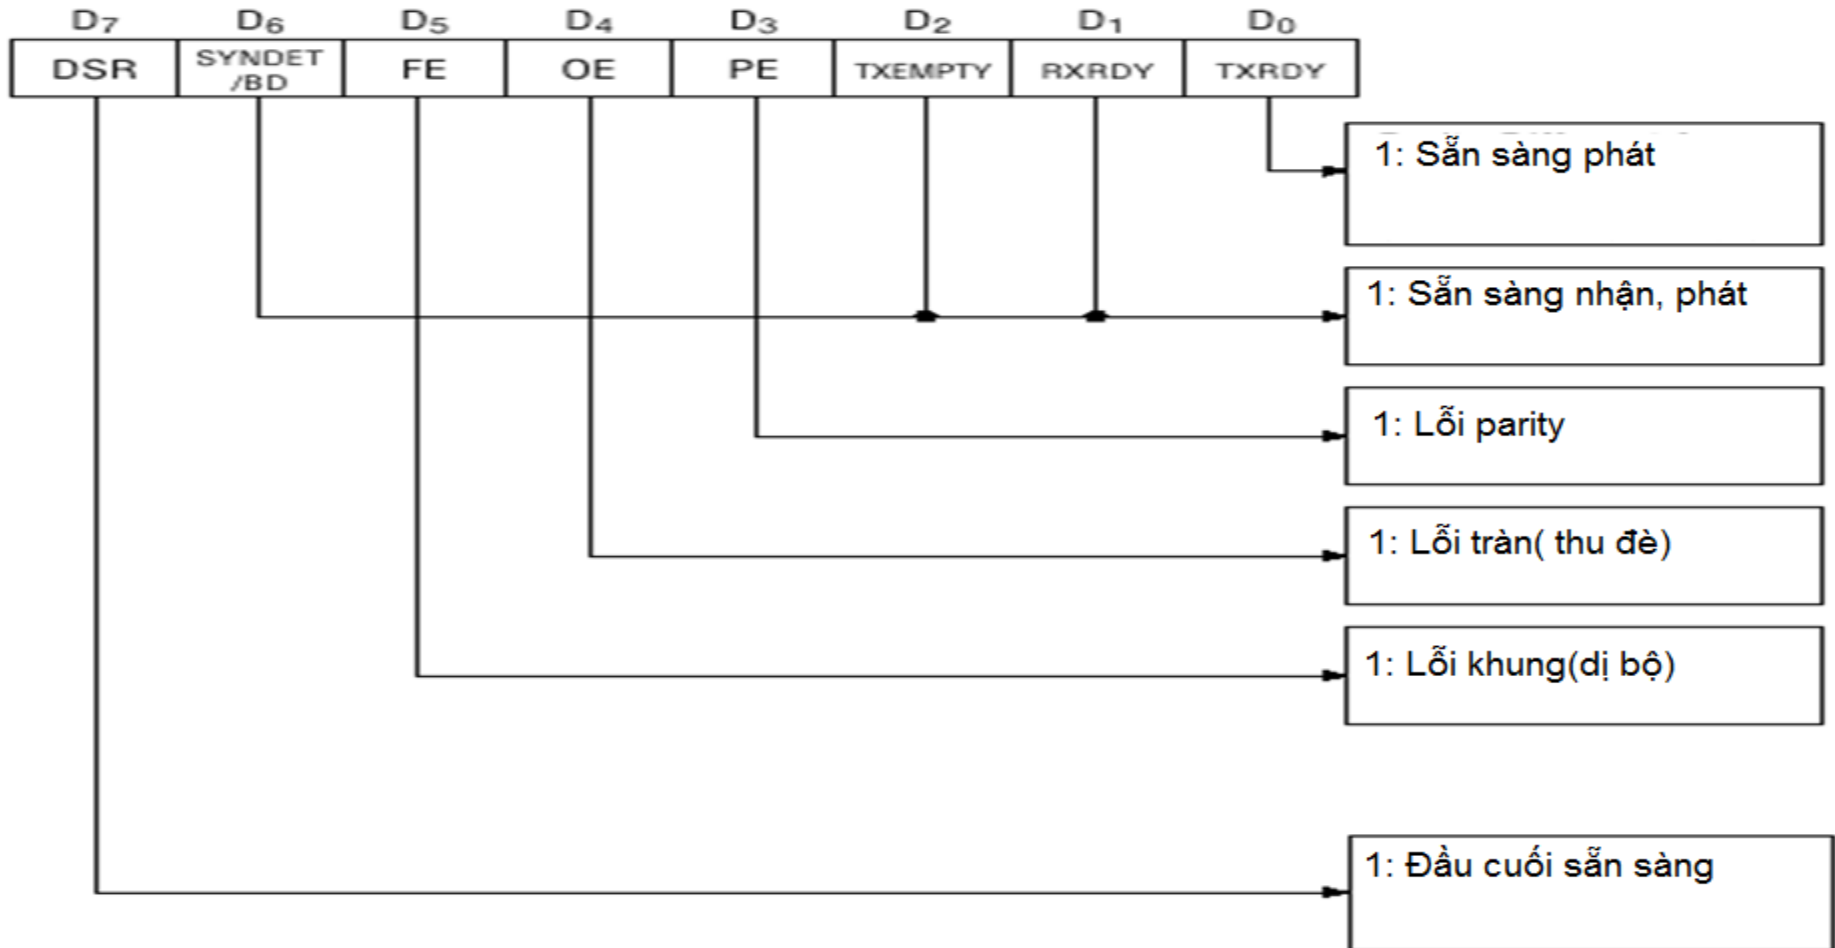 D7 D6 D5 D4 D3 D2 D1 D0
DSR SYNDET /BD FE OE PE TXEMPTY RXRDY TXRDY
1: Sẵn sàng phát
1: Sẵn sàng nhận, phát
1: Lỗi parity
1: Lỗi tràn( thu đè)
1: Lỗi khung(dị bộ)
1: Đầu cuối sẵn sàng